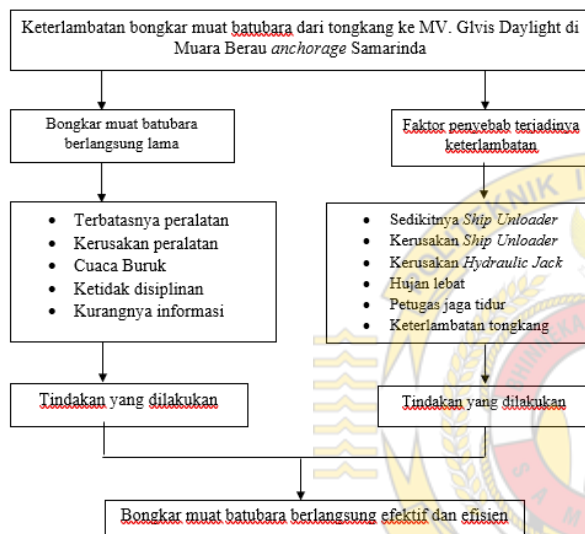 Keterlambatan bongkar muat batubara dari tongkang ke MV. Glvis Daylight di
Muara Berau anchorage Samarinda
Bongkar muat batubara
berlangsung lama
Faktor penyebab terjadinya
keterlambatan
• Terbatasnya peralatan
• Kerusakan peralatan
• Cuaca Buruk
• Ketidak disiplinan
• Kurangnya informasi
• Sedikitnya Ship Unloader
• Kerusakan Ship Unloader
• Kerusakan Hydraulic Jack
• Hujan lebat
• Petugas jaga tidur
• Keterlambatan tongkang
Tindakan yang dilakukan
Tindakan yang dilakukan
Bongkar muat batubara berlangsung efektif dan efisien